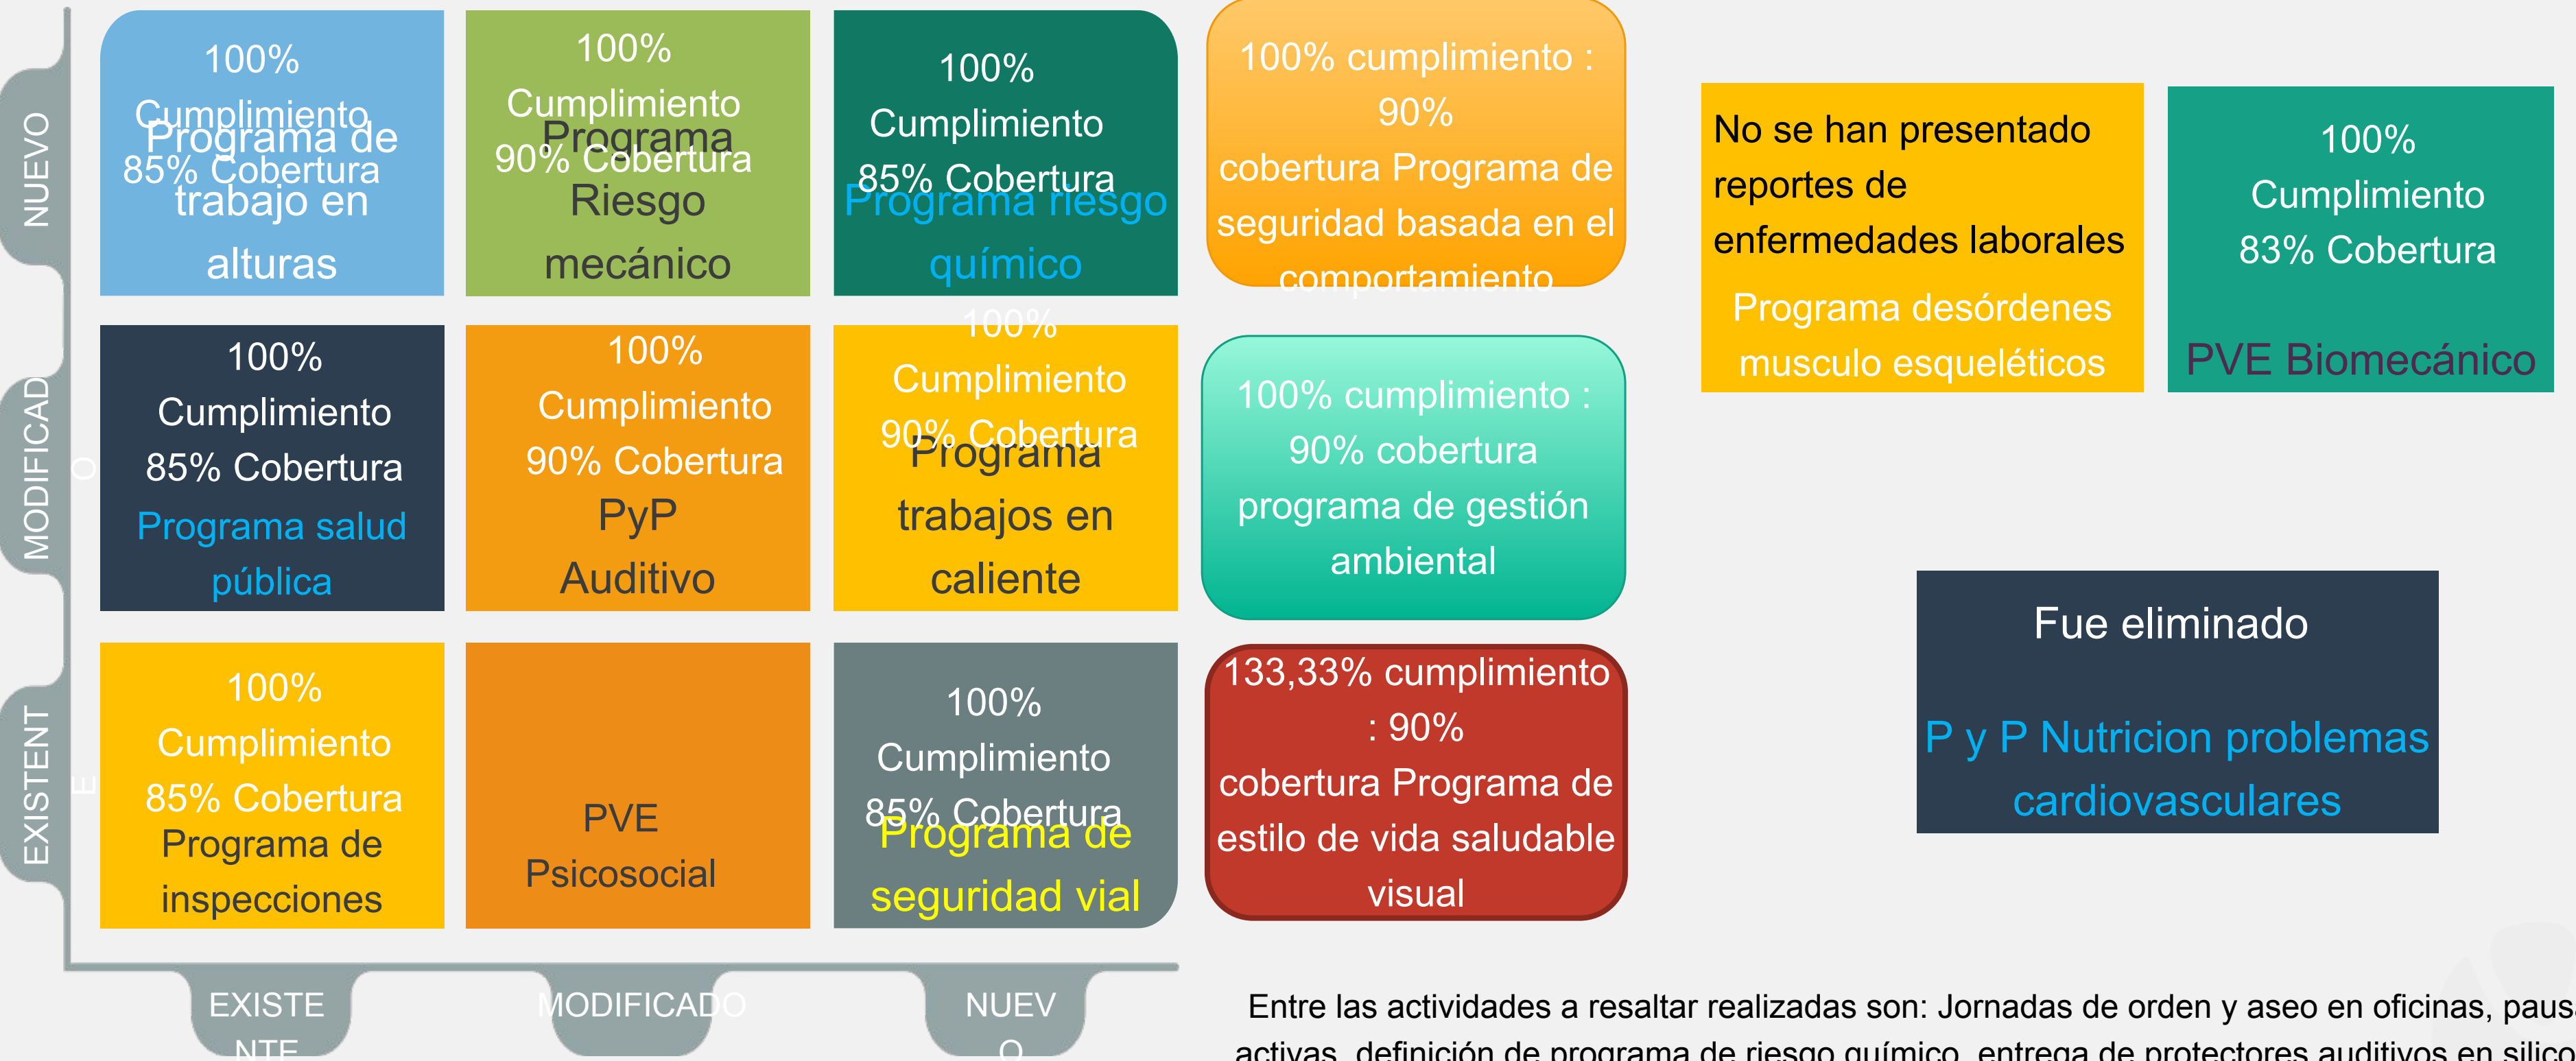 NUEVO
MODIFICAD
O
EXISTENT
E
100%
Cumplimiento
85% Cobertura
Programa de
trabajo en
alturas
100%
Cumplimiento
90% Cobertura
Programa
Riesgo
mecánico
100%
Cumplimiento
85% Cobertura
Programa riesgo
químico
100% cumplimiento :
90%
cobertura Programa de
seguridad basada en el
comportamiento
No se han presentado
reportes de
enfermedades laborales
Programa desórdenes
musculo esqueléticos
100%
Cumplimiento
83% Cobertura
PVE Biomecánico
100%
Cumplimiento
85% Cobertura
Programa salud
pública
100%
Cumplimiento
90% Cobertura
PyP
Auditivo
100%
Cumplimiento
90% Cobertura
Programa
trabajos en
caliente
100% cumplimiento :
90% cobertura
programa de gestión
ambiental
Fue eliminado
P y P Nutricion problemas
cardiovasculares
100%
Cumplimiento
85% Cobertura
Programa de
inspecciones
PVE
Psicosocial
100%
Cumplimiento
85% Cobertura
Programa de
seguridad vial
133,33% cumplimiento
: 90%
cobertura Programa de
estilo de vida saludable
visual
EXISTE
NTE
MODIFICADO
NUEV
O
Entre las actividades a resaltar realizadas son: Jornadas de orden y aseo en oficinas, paus
activas, definición de programa de riesgo químico, entrega de protectores auditivos en silico